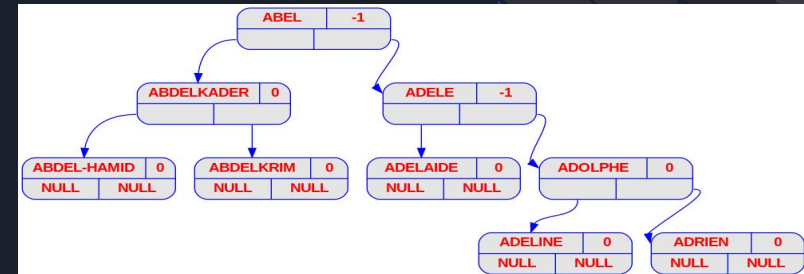 ABEL -1
ABDELKADER 0
ADELE -1
ABDEL-HAMID 0
NULL NULL
ABDELKRIM 0
NULL NULL
ADELAIDE 0
NULL NULL
ADOLPHE 0
ADELINE 0
NULL NULL
ADRIEN 0
NULL NULL